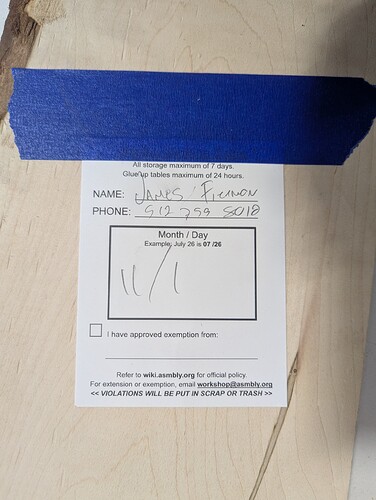 All storage maximum of 7 days.
Glue up tables maximum of 24 hours.
NAME: JAMES
PHONE: 512 799 5018
Month / Day
Example, July 26 is 07 /26
11/1
I have approved exemption from:
Refer to wiki.asmbly.org for official policy.
For extension or exemption, email workshop@asmbly.org
<< VIOLATIONS WILL BE PUT IN SCRAP OR TRASH >>